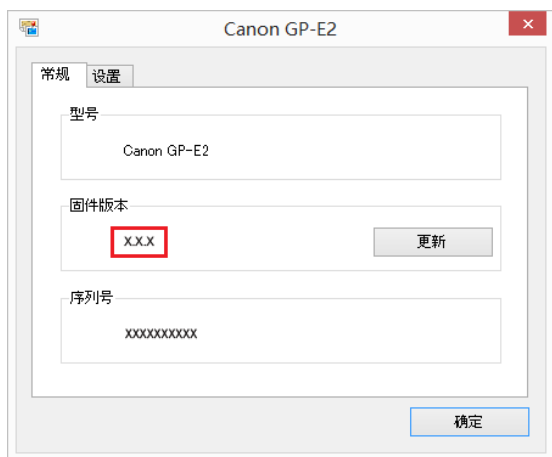 Canon GP-E2
常规 设置
型号
Canon GP-E2
固件版本
X.X.X 更新
序列号
XXXXXXXXXX
确定